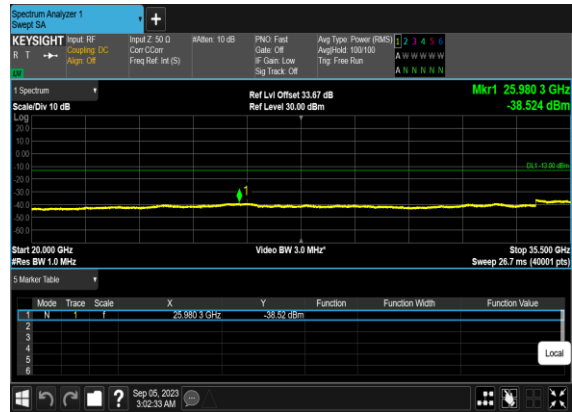 Spectrum Analyzer 1
Swept SA
+
KEYSIGHT Input: RF Input Z: 50 Ω #Atten: 10 dB PNO: Fast Avg Type: Power (RMS) 1 2 3 4 5 6
R T Coupling: DC Corr CCorr Gate: Off Avg|Hold: 100/100 A W W W W W
Align: Off Freq Ref: Int (S) IF Gain: Low Trig: Free Run
Sig Track: Off A N N N N N
1 Spectrum Ref Lvl Offset 33.67 dB Mkr1 25.980 3 GHz
Scale/Div 10 dB Ref Level 30.00 dBm -38.524 dBm
Log
20.0
10.0
0.00
-10.0 DL1 -13.00 dBm
-20.0
-30.0 1
-40.0
-50.0
-60.0
Start 20.000 GHz Video BW 3.0 MHz* Stop 35.500 GHz
#Res BW 1.0 MHz Sweep 26.7 ms (40001 pts)
5 Marker Table
Mode Trace Scale X Y Function Function Width Function Value
1 N 1 f 25.980 3 GHz -38.52 dBm
2
3
4
5
6
Local
? Sep 05, 2023
3:02:33 AM